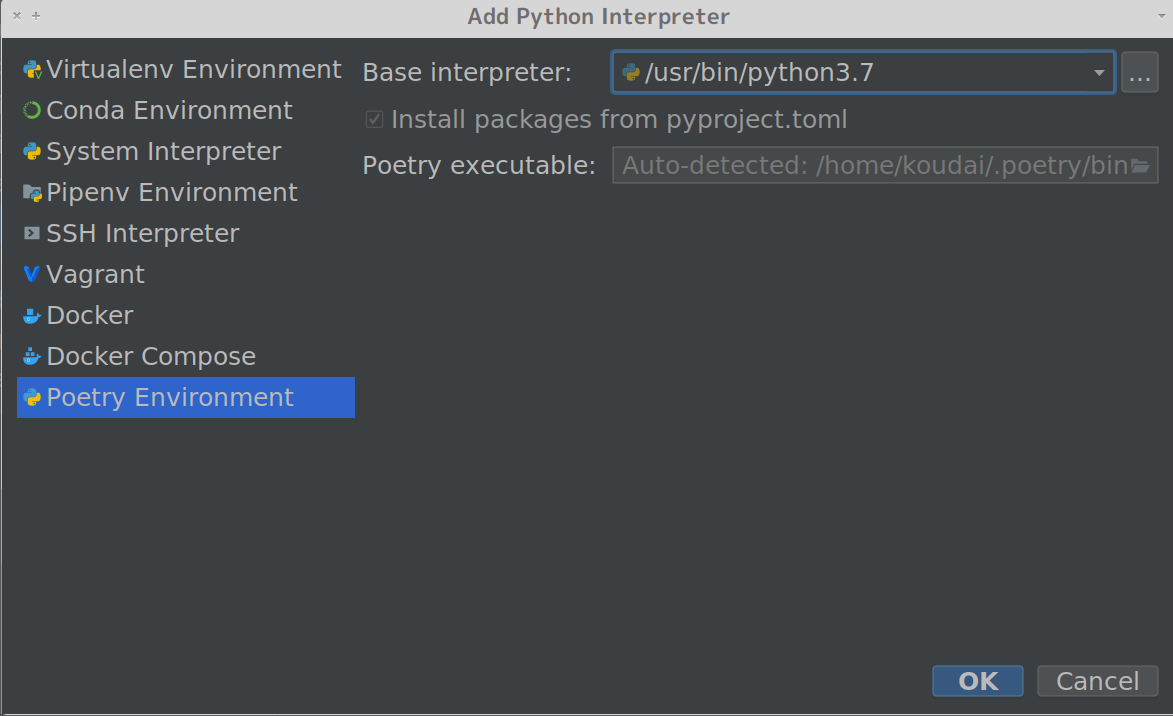 Add Python Interpreter
Virtualenv Environment
Conda Environment
System Interpreter
Pipenv Environment
SSH Interpreter
Vagrant
Docker
Docker Compose
Poetry Environment
Base interpreter: /usr/bin/python3.7 ...
Install packages from pyproject.toml
Poetry executable: Auto-detected: /home/koudai/.poetry/bin
OK Cancel